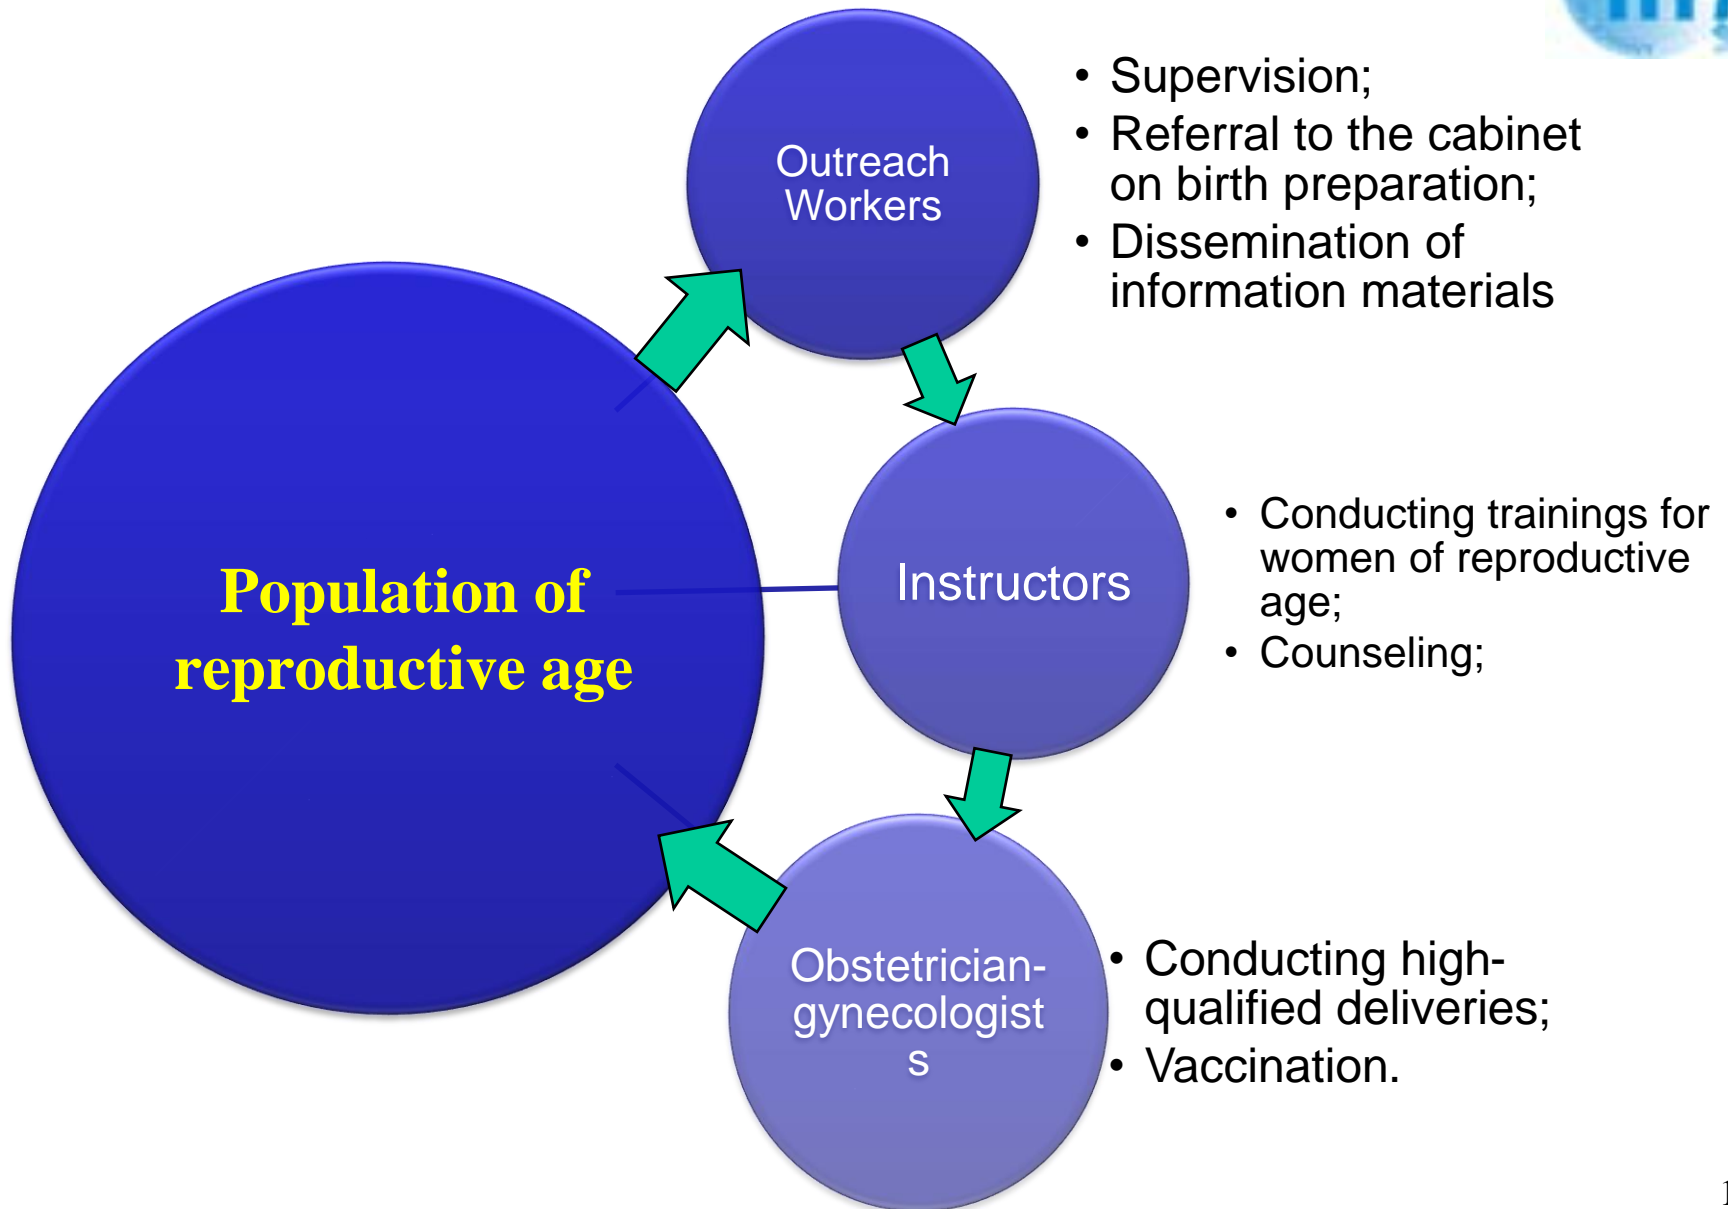 Outreach
Workers
• Supervision;
• Referral to the cabinet
on birth preparation;
• Dissemination of
information materials
Population of
reproductive age
Instructors
• Conducting trainings for
women of reproductive
age;
• Counseling;
Obstetrician-
gynecologist
s
• Conducting high-
qualified deliveries;
• Vaccination.